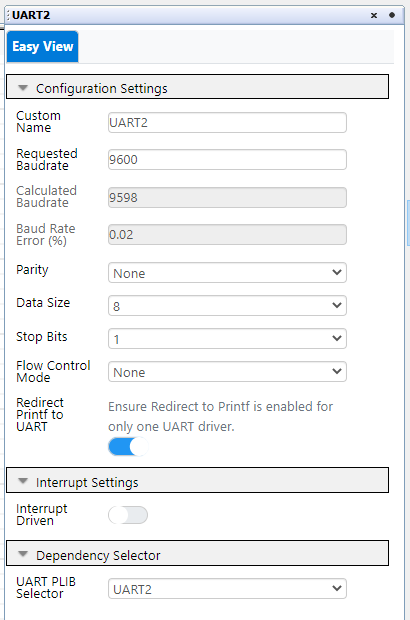 UART2
Easy View
Configuration Settings
Custom
Name
UART2
Requested
Baudrate
9600
Calculated
Baudrate
9598
Baud Rate
Error (%)
0.02
Parity
None
Data Size
8
Stop Bits
1
Flow Control
Mode
None
Redirect
Printf to
UART
Ensure Redirect to Printf is enabled for
only one UART driver.
Interrupt Settings
Interrupt
Driven
Dependency Selector
UART PLIB
Selector
UART2